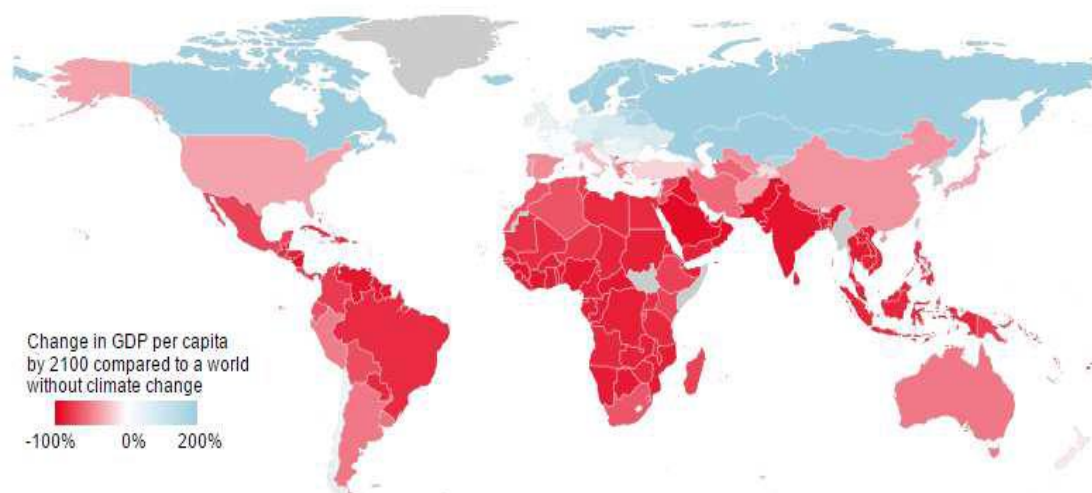 Change in GDP per capita
by 2100 compared to a world
without climate change
-100% 0% 200%